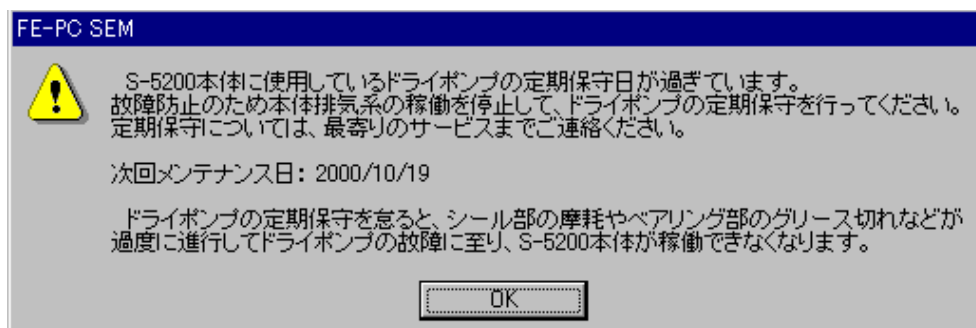 FE-PC SEM
S-5200本体に使用しているドライポンプの定期保守日が過ぎています。
故障防止のため本体排気系の稼働を停止して、ドライポンプの定期保守を行ってください。
定期保守については、最寄りのサービスまでご連絡ください。
次回メンテナンス日: 2000/10/19
ドライポンプの定期保守を怠ると、シール部の摩耗やベアリング部のグリース切れなどが
過度に進行してドライポンプの故障に至り、S-5200本体が稼働できなくなります。
OK